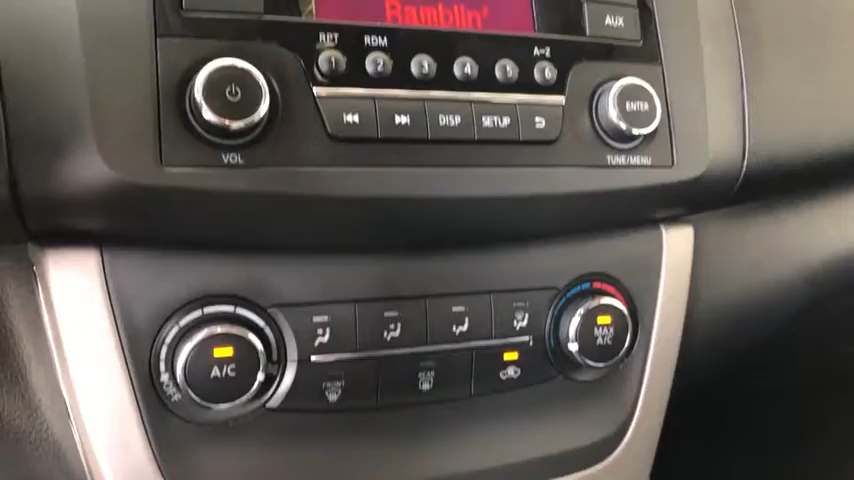 Ramblin'
AUX
RPT RDM A-Z
1 2 3 4 5 6
ENTER
DISP SETUP
VOL TUNE/MENU
MAX
A/C
A/C
FRONT REAR
OFF